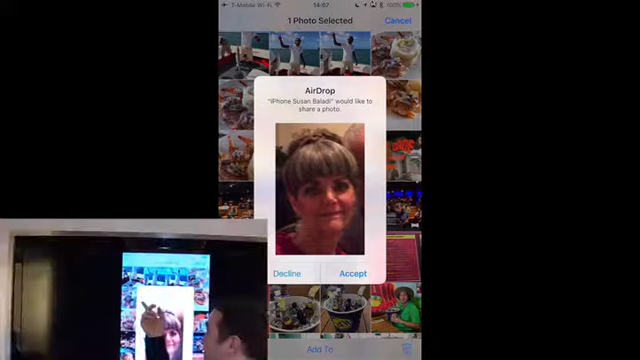 T-Mobile Wi-Fi 14:07 100%
1 Photo Selected
Cancel
AirDrop
"iPhone Susan Baladi" would like to
share a photo.
Decline
Accept
Add To